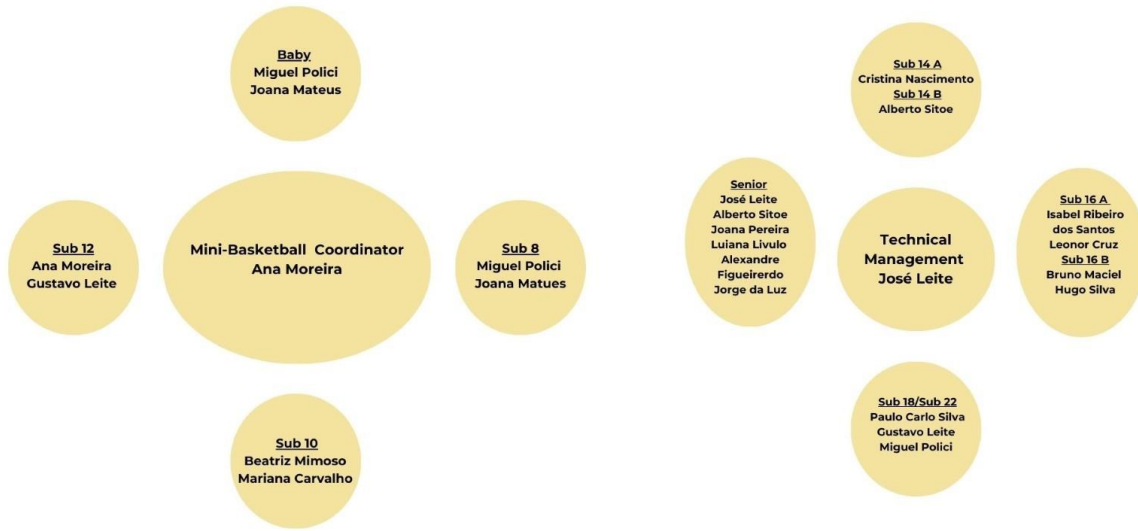 Baby
Miguel Polici
Joana Mateus
Sub 12
Ana Moreira
Gustavo Leite
Mini-Basketball Coordinator
Ana Moreira
Sub 8
Miguel Polici
Joana Matues
Sub 10
Beatriz Mimoso
Mariana Carvalho
Sub 14 A
Cristina Nascimento
Sub 14 B
Alberto Sitoe
Senior
José Leite
Alberto Sitoe
Joana Pereira
Luiana Livulo
Alexandre
Figueirerdo
Jorge da Luz
Technical
Management
José Leite
Sub 16 A
Isabel Ribeiro
dos Santos
Leonor Cruz
Sub 16 B
Bruno Maciel
Hugo Silva
Sub 18/Sub 22
Paulo Carlo Silva
Gustavo Leite
Miguel Polici